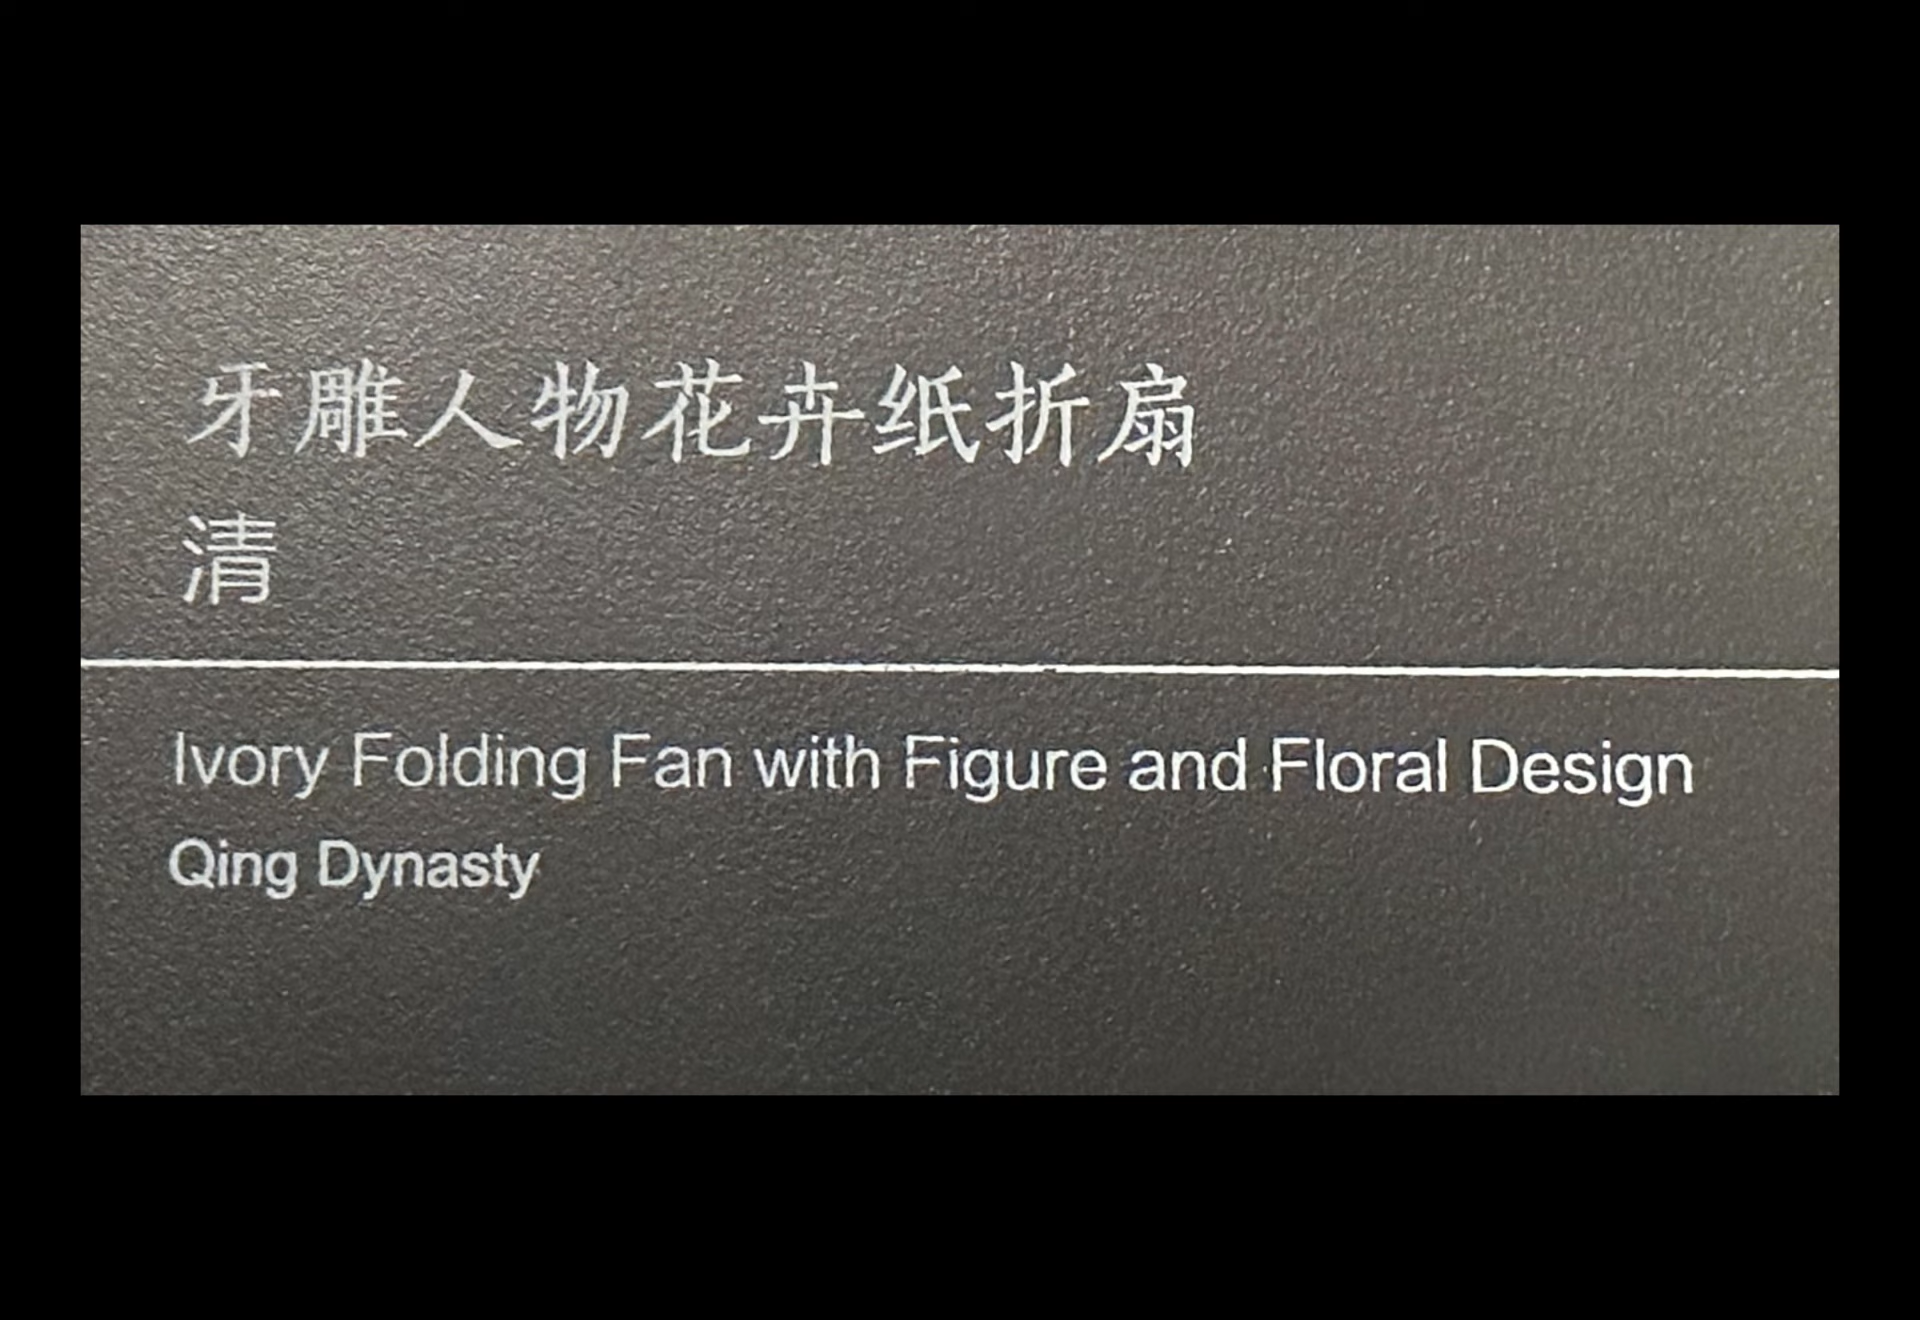 牙雕人物花卉纸折扇
清
Ivory Folding Fan with Figure and Floral Design
Qing Dynasty